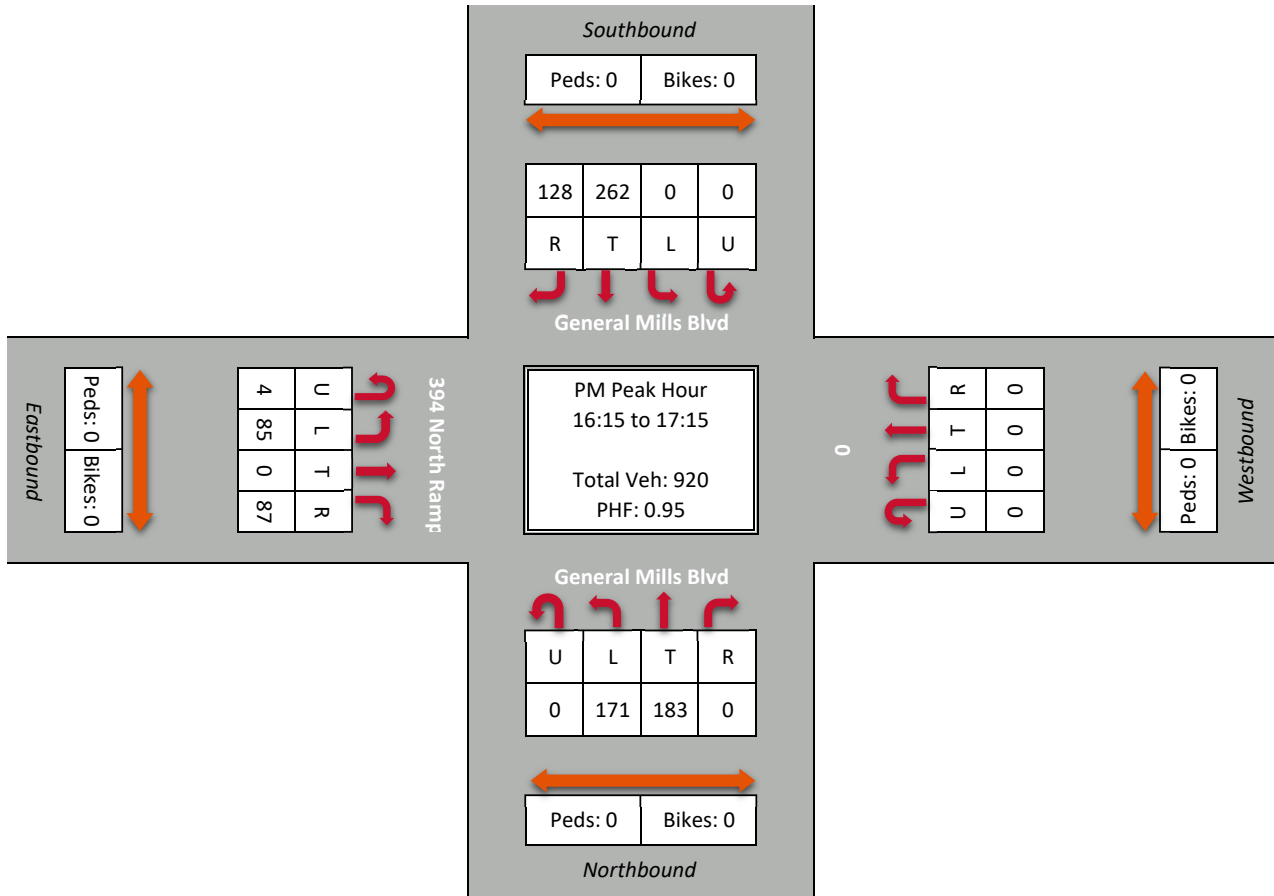 Southbound
Peds: 0 Bikes: 0
128 262 0 0
R T L U
General Mills Blvd
Eastbound
Peds: 0 Bikes: 0
4 85 0 87
U L T R
394 North Ramp
PM Peak Hour
16:15 to 17:15
Total Veh: 920
PHF: 0.95
0
R T L U
0 0 0 0
Peds: 0 Bikes: 0
Westbound
General Mills Blvd
U L T R
0 171 183 0
Peds: 0 Bikes: 0
Northbound